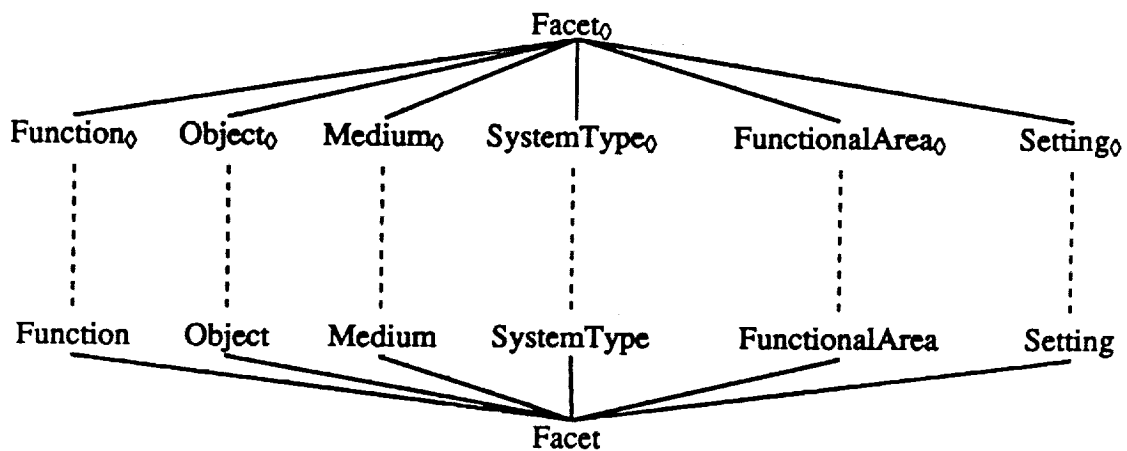 Facet◊
Function◊ Object◊ Medium◊ SystemType◊ FunctionalArea◊ Setting◊
Function Object Medium SystemType FunctionalArea Setting
Facet